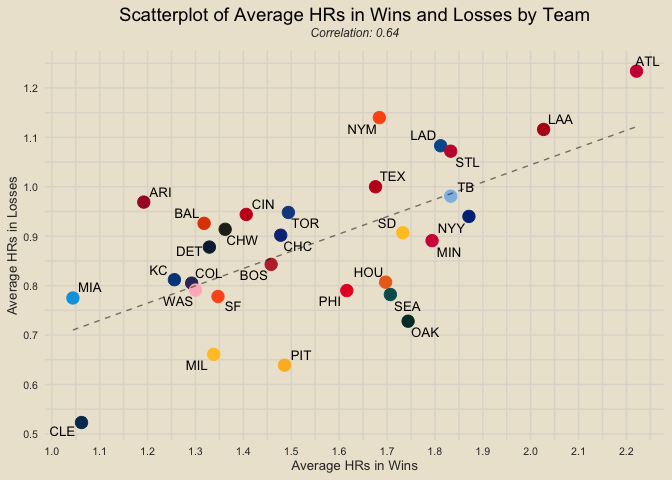 Scatterplot of Average HRs in Wins and Losses by Team
Correlation: 0.64
ATL
1.2
NYM
LAA
LAD
1.1
STL
TEX
TB
1.0
ARI
CIN
BAL
TOR
SD
NYY
0.9
CHW
CHC
MIN
DET
BOS
KC
COL
HOU
0.8
MIA
WAS
SF
PHI
SEA
OAK
0.7
MIL
PIT
0.6
CLE
0.5
Average HRs in Losses
1.0 1.1 1.2 1.3 1.4 1.5 1.6 1.7 1.8 1.9 2.0 2.1 2.2
Average HRs in Wins